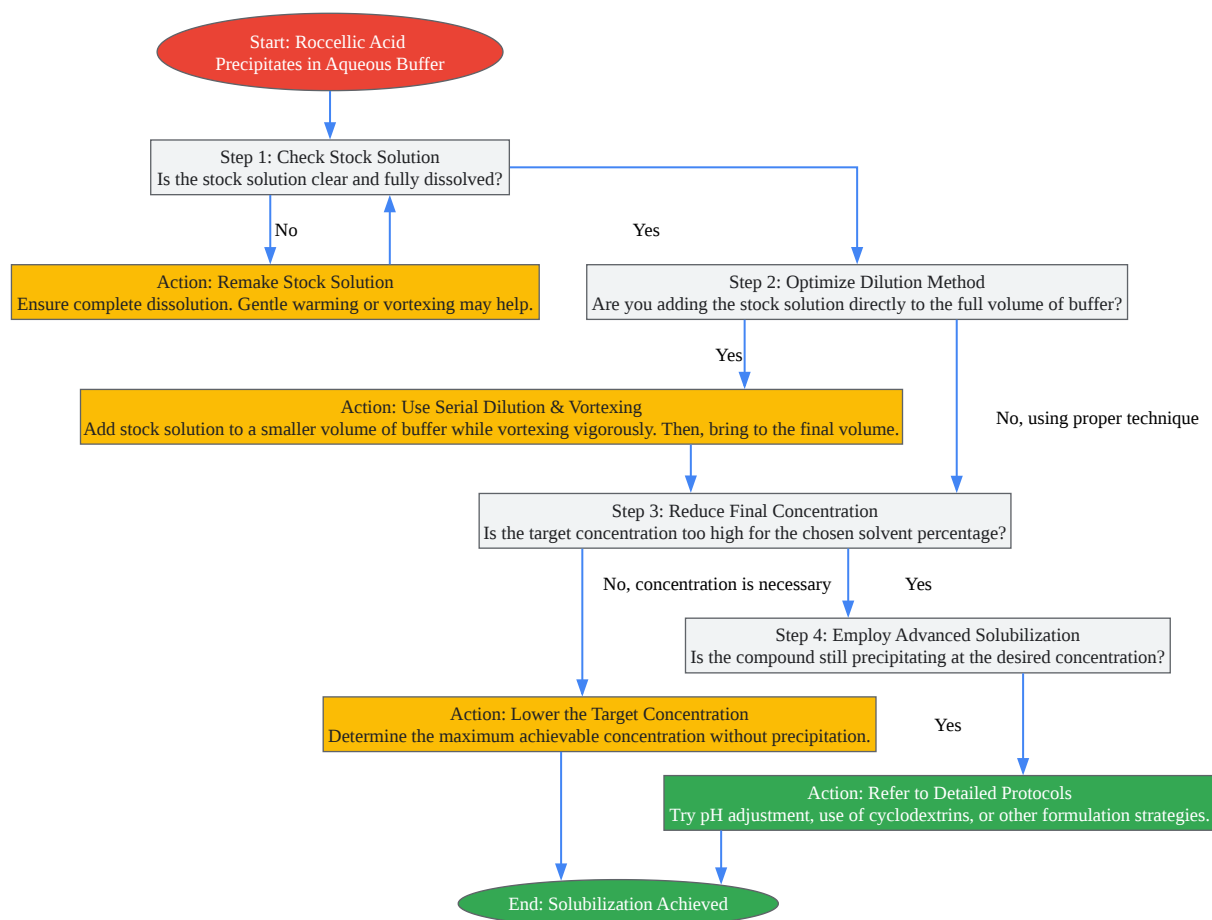 Start: Roccellic Acid
Precipitates in Aqueous Buffer
Step 1: Check Stock Solution
Is the stock solution clear and fully dissolved?
No
Yes
Action: Remake Stock Solution
Ensure complete dissolution. Gentle warming or vortexing may help.
Step 2: Optimize Dilution Method
Are you adding the stock solution directly to the full volume of buffer?
Yes
Action: Use Serial Dilution & Vortexing
Add stock solution to a smaller volume of buffer while vortexing vigorously. Then, bring to the final volume.
No, using proper technique
Step 3: Reduce Final Concentration
Is the target concentration too high for the chosen solvent percentage?
No, concentration is necessary
Yes
Step 4: Employ Advanced Solubilization
Is the compound still precipitating at the desired concentration?
Action: Lower the Target Concentration
Determine the maximum achievable concentration without precipitation.
Yes
Action: Refer to Detailed Protocols
Try pH adjustment, use of cyclodextrins, or other formulation strategies.
End: Solubilization Achieved